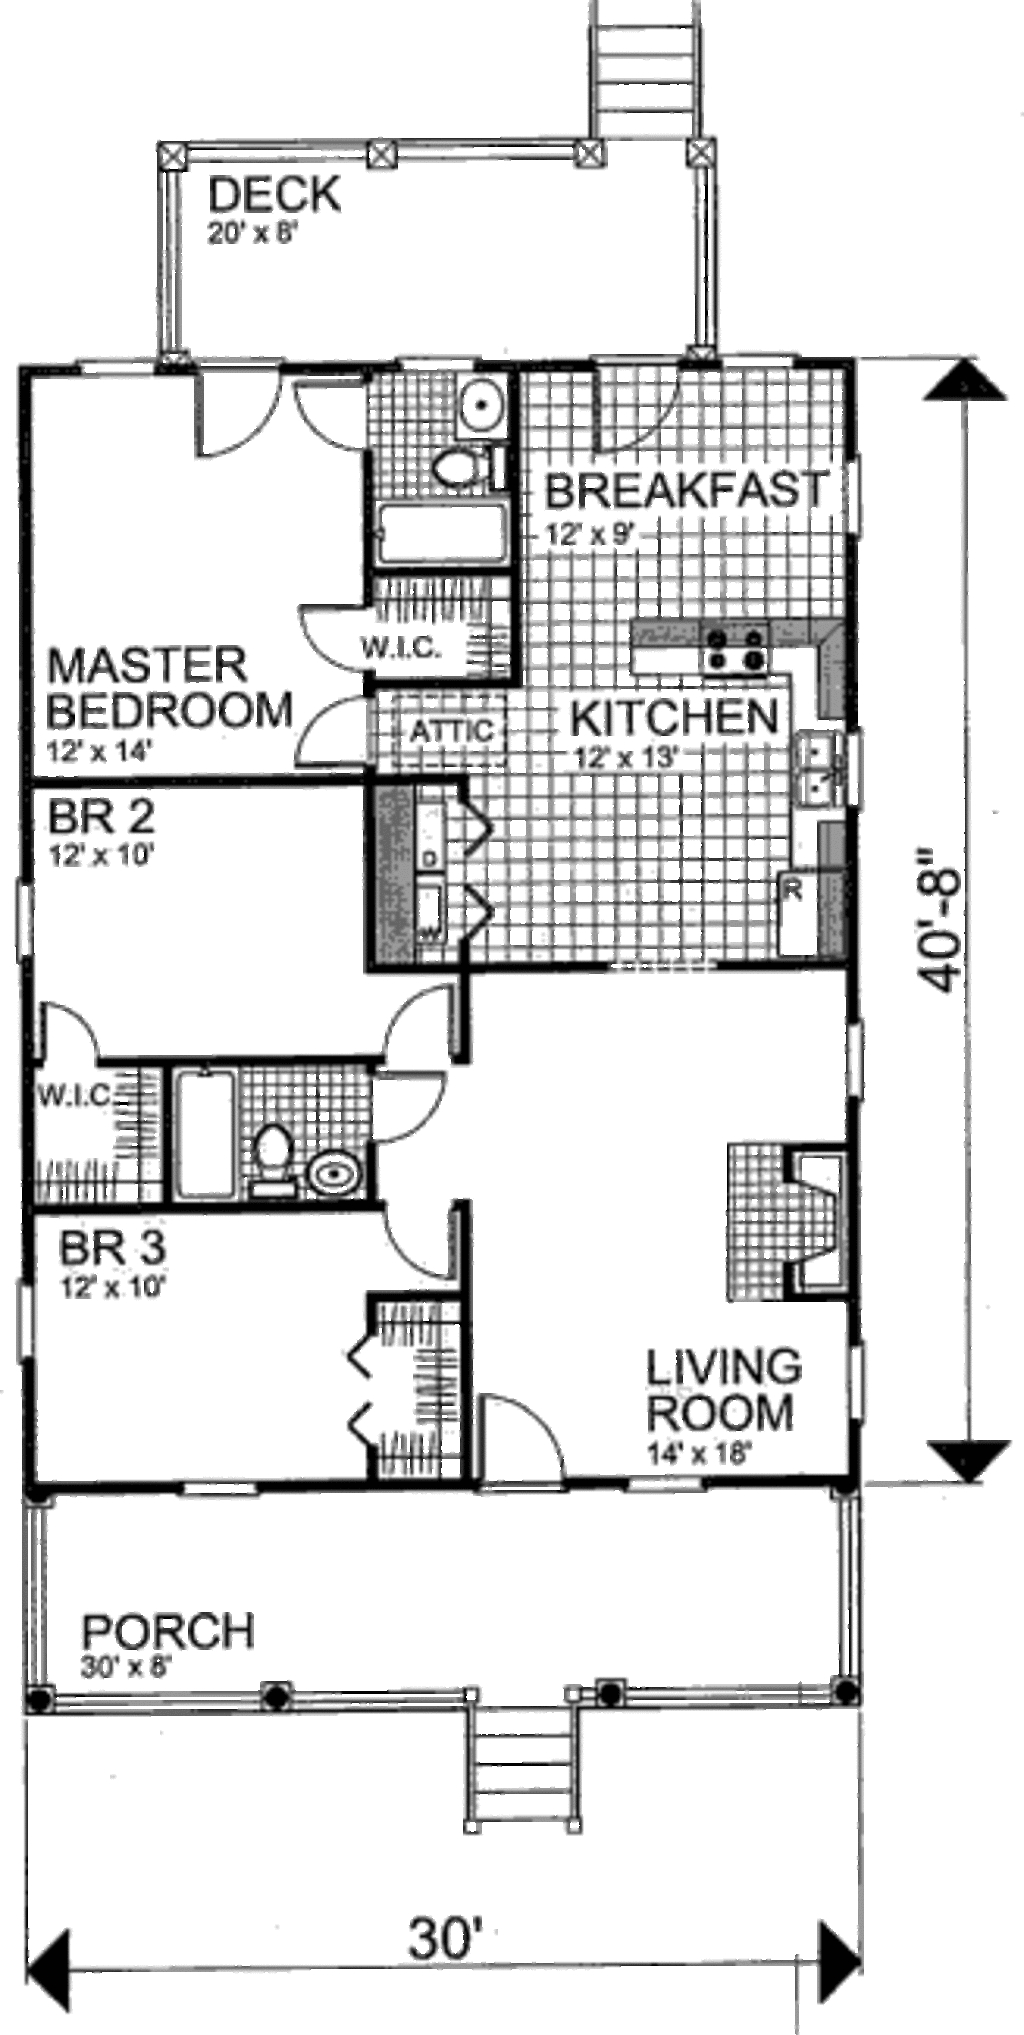 DECK
20' x 8'
BREAKFAST
12' x 9'
W.I.C.
MASTER
BEDROOM
12' x 14'
ATTIC
KITCHEN
12' x 13'
BR 2
12' x 10'
D
W
R
40'-8"
W.I.C.
BR 3
12' x 10'
LIVING
ROOM
14' x 18'
PORCH
30' x 8'
30'